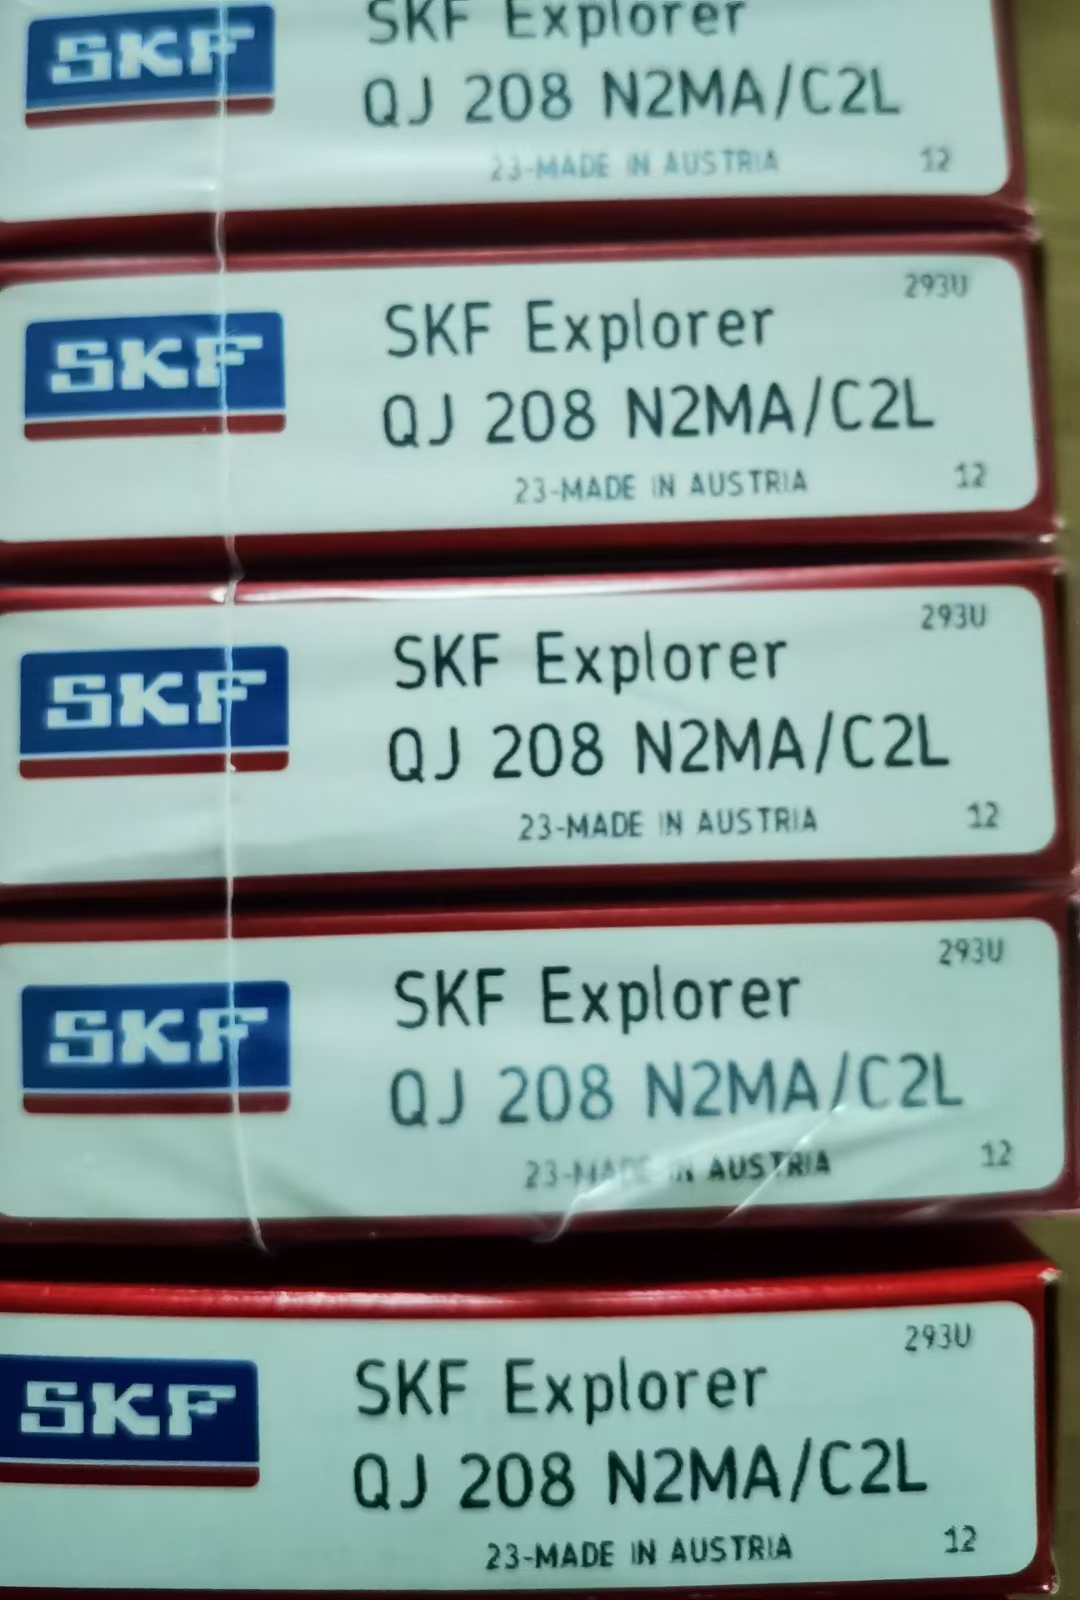 SKF
SKF Explorer
QJ 208 N2MA/C2L
23-MADE IN AUSTRIA
12
293U
SKF
SKF Explorer
QJ 208 N2MA/C2L
23-MADE IN AUSTRIA
12
293U
SKF
SKF Explorer
QJ 208 N2MA/C2L
23-MADE IN AUSTRIA
12
293U
SKF
SKF Explorer
QJ 208 N2MA/C2L
23-MADE IN AUSTRIA
12
293U
SKF
SKF Explorer
QJ 208 N2MA/C2L
23-MADE IN AUSTRIA
12